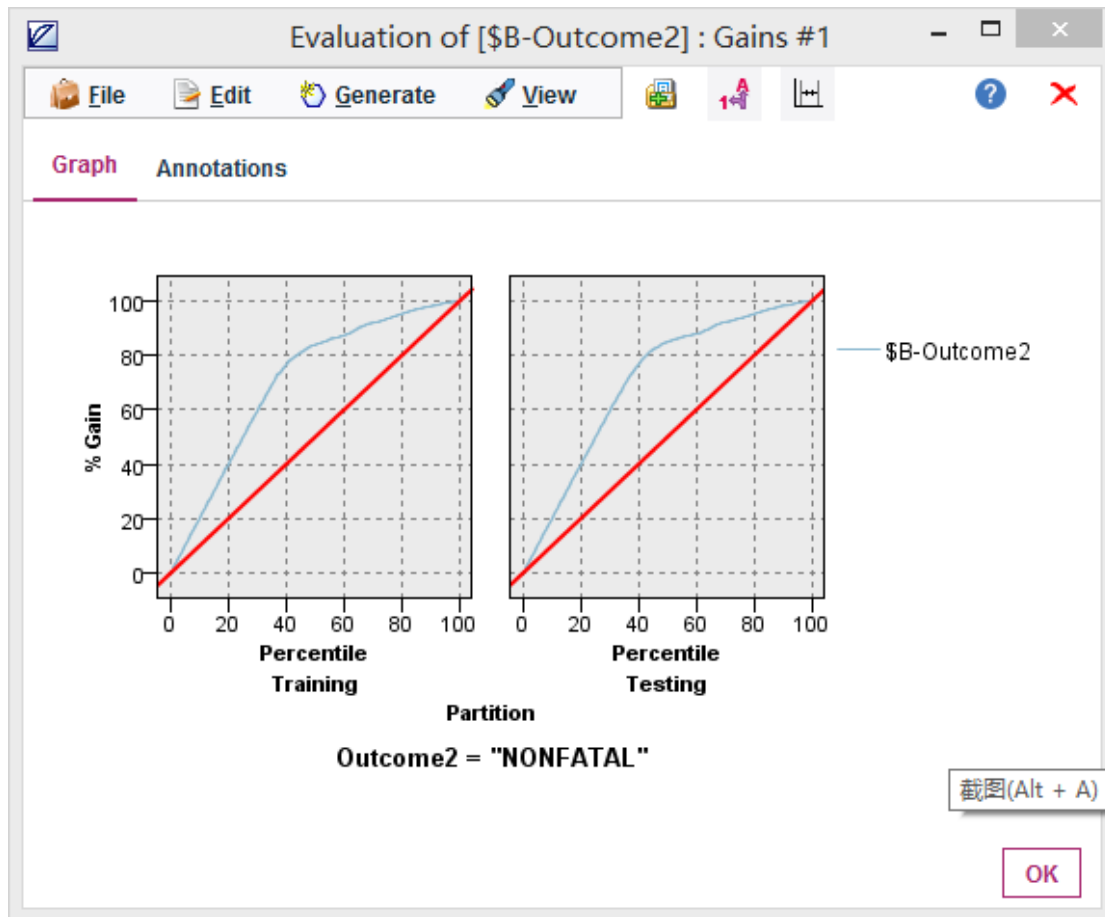 Evaluation of [$B-Outcome2] : Gains #1
File Edit Generate View
Graph Annotations
100
80
60
40
20
0
% Gain
0 20 40 60 80 100
0 20 40 60 80 100
Percentile
Training
Percentile
Testing
Partition
Outcome2 = "NONFATAL"
$B-Outcome2
截图(Alt + A)
OK